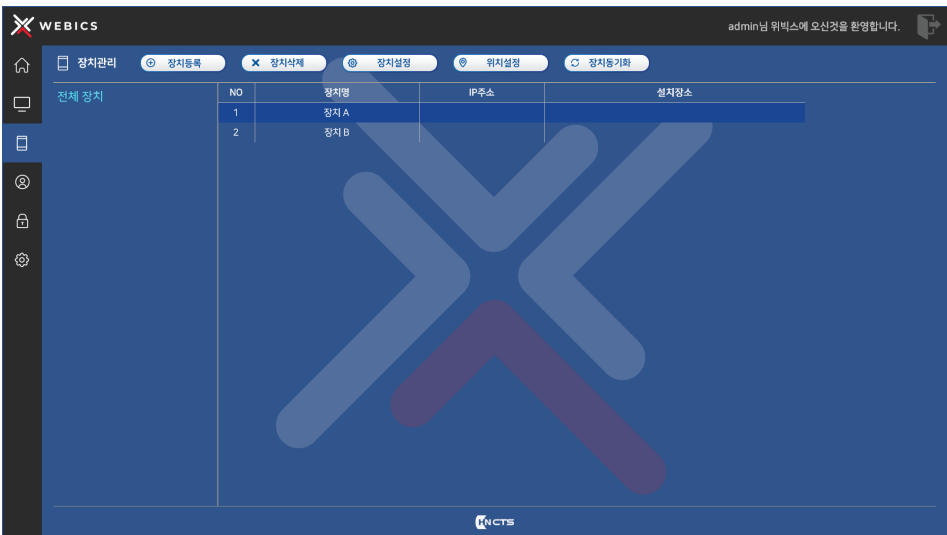 WEBICS
admin님 위빅스에 오신것을 환영합니다.
장치관리 장치등록 장치삭제 장치설정 위치설정 장치동기화
전체 장치
NO 장치명 IP주소 설치장소
1 장치 A
2 장치 B
KNCTS